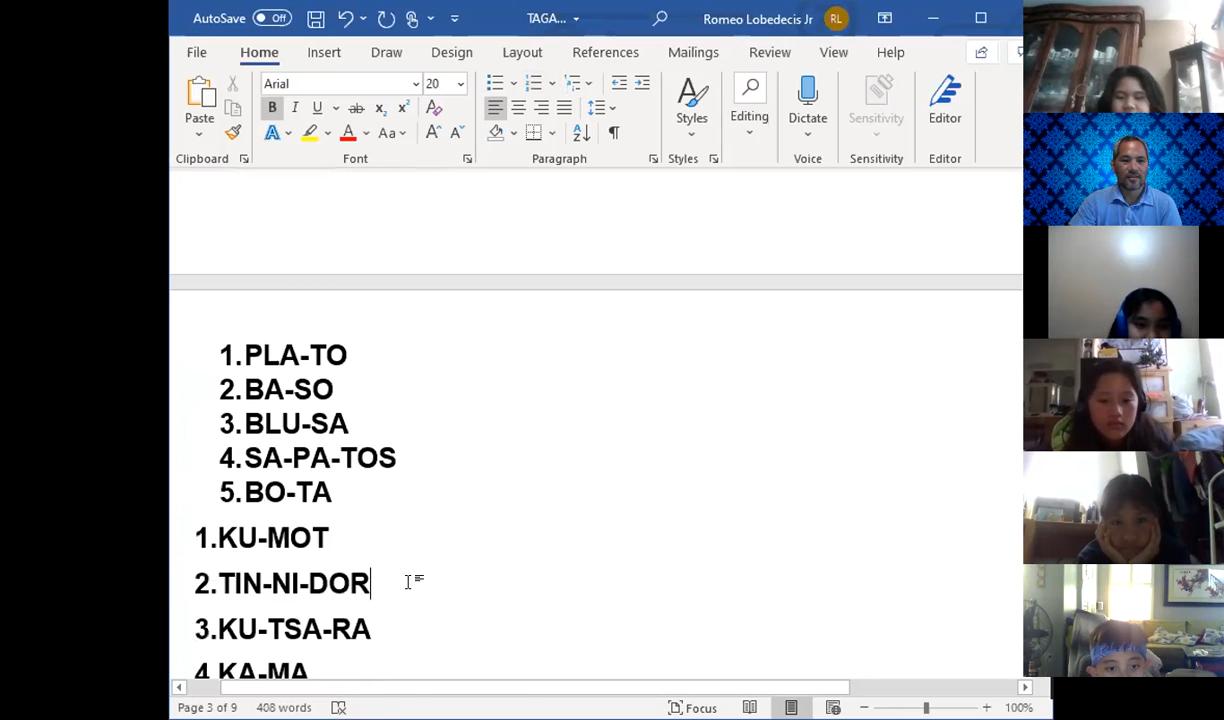 AutoSave Off TAGA... Romeo Lobedecis Jr RL
File Home Insert Draw Design Layout References Mailings Review View Help
Arial 20
Paste Styles Editing Dictate Sensitivity Editor
Clipboard Font Paragraph Styles Voice Sensitivity Editor
1.PLA-TO
2.BA-SO
3.BLU-SA
4.SA-PA-TOS
5.BO-TA
1.KU-MOT
2.TIN-NI-DOR
3.KU-TSA-RA
4.KA-MA
Page 3 of 9 408 words Focus 100%